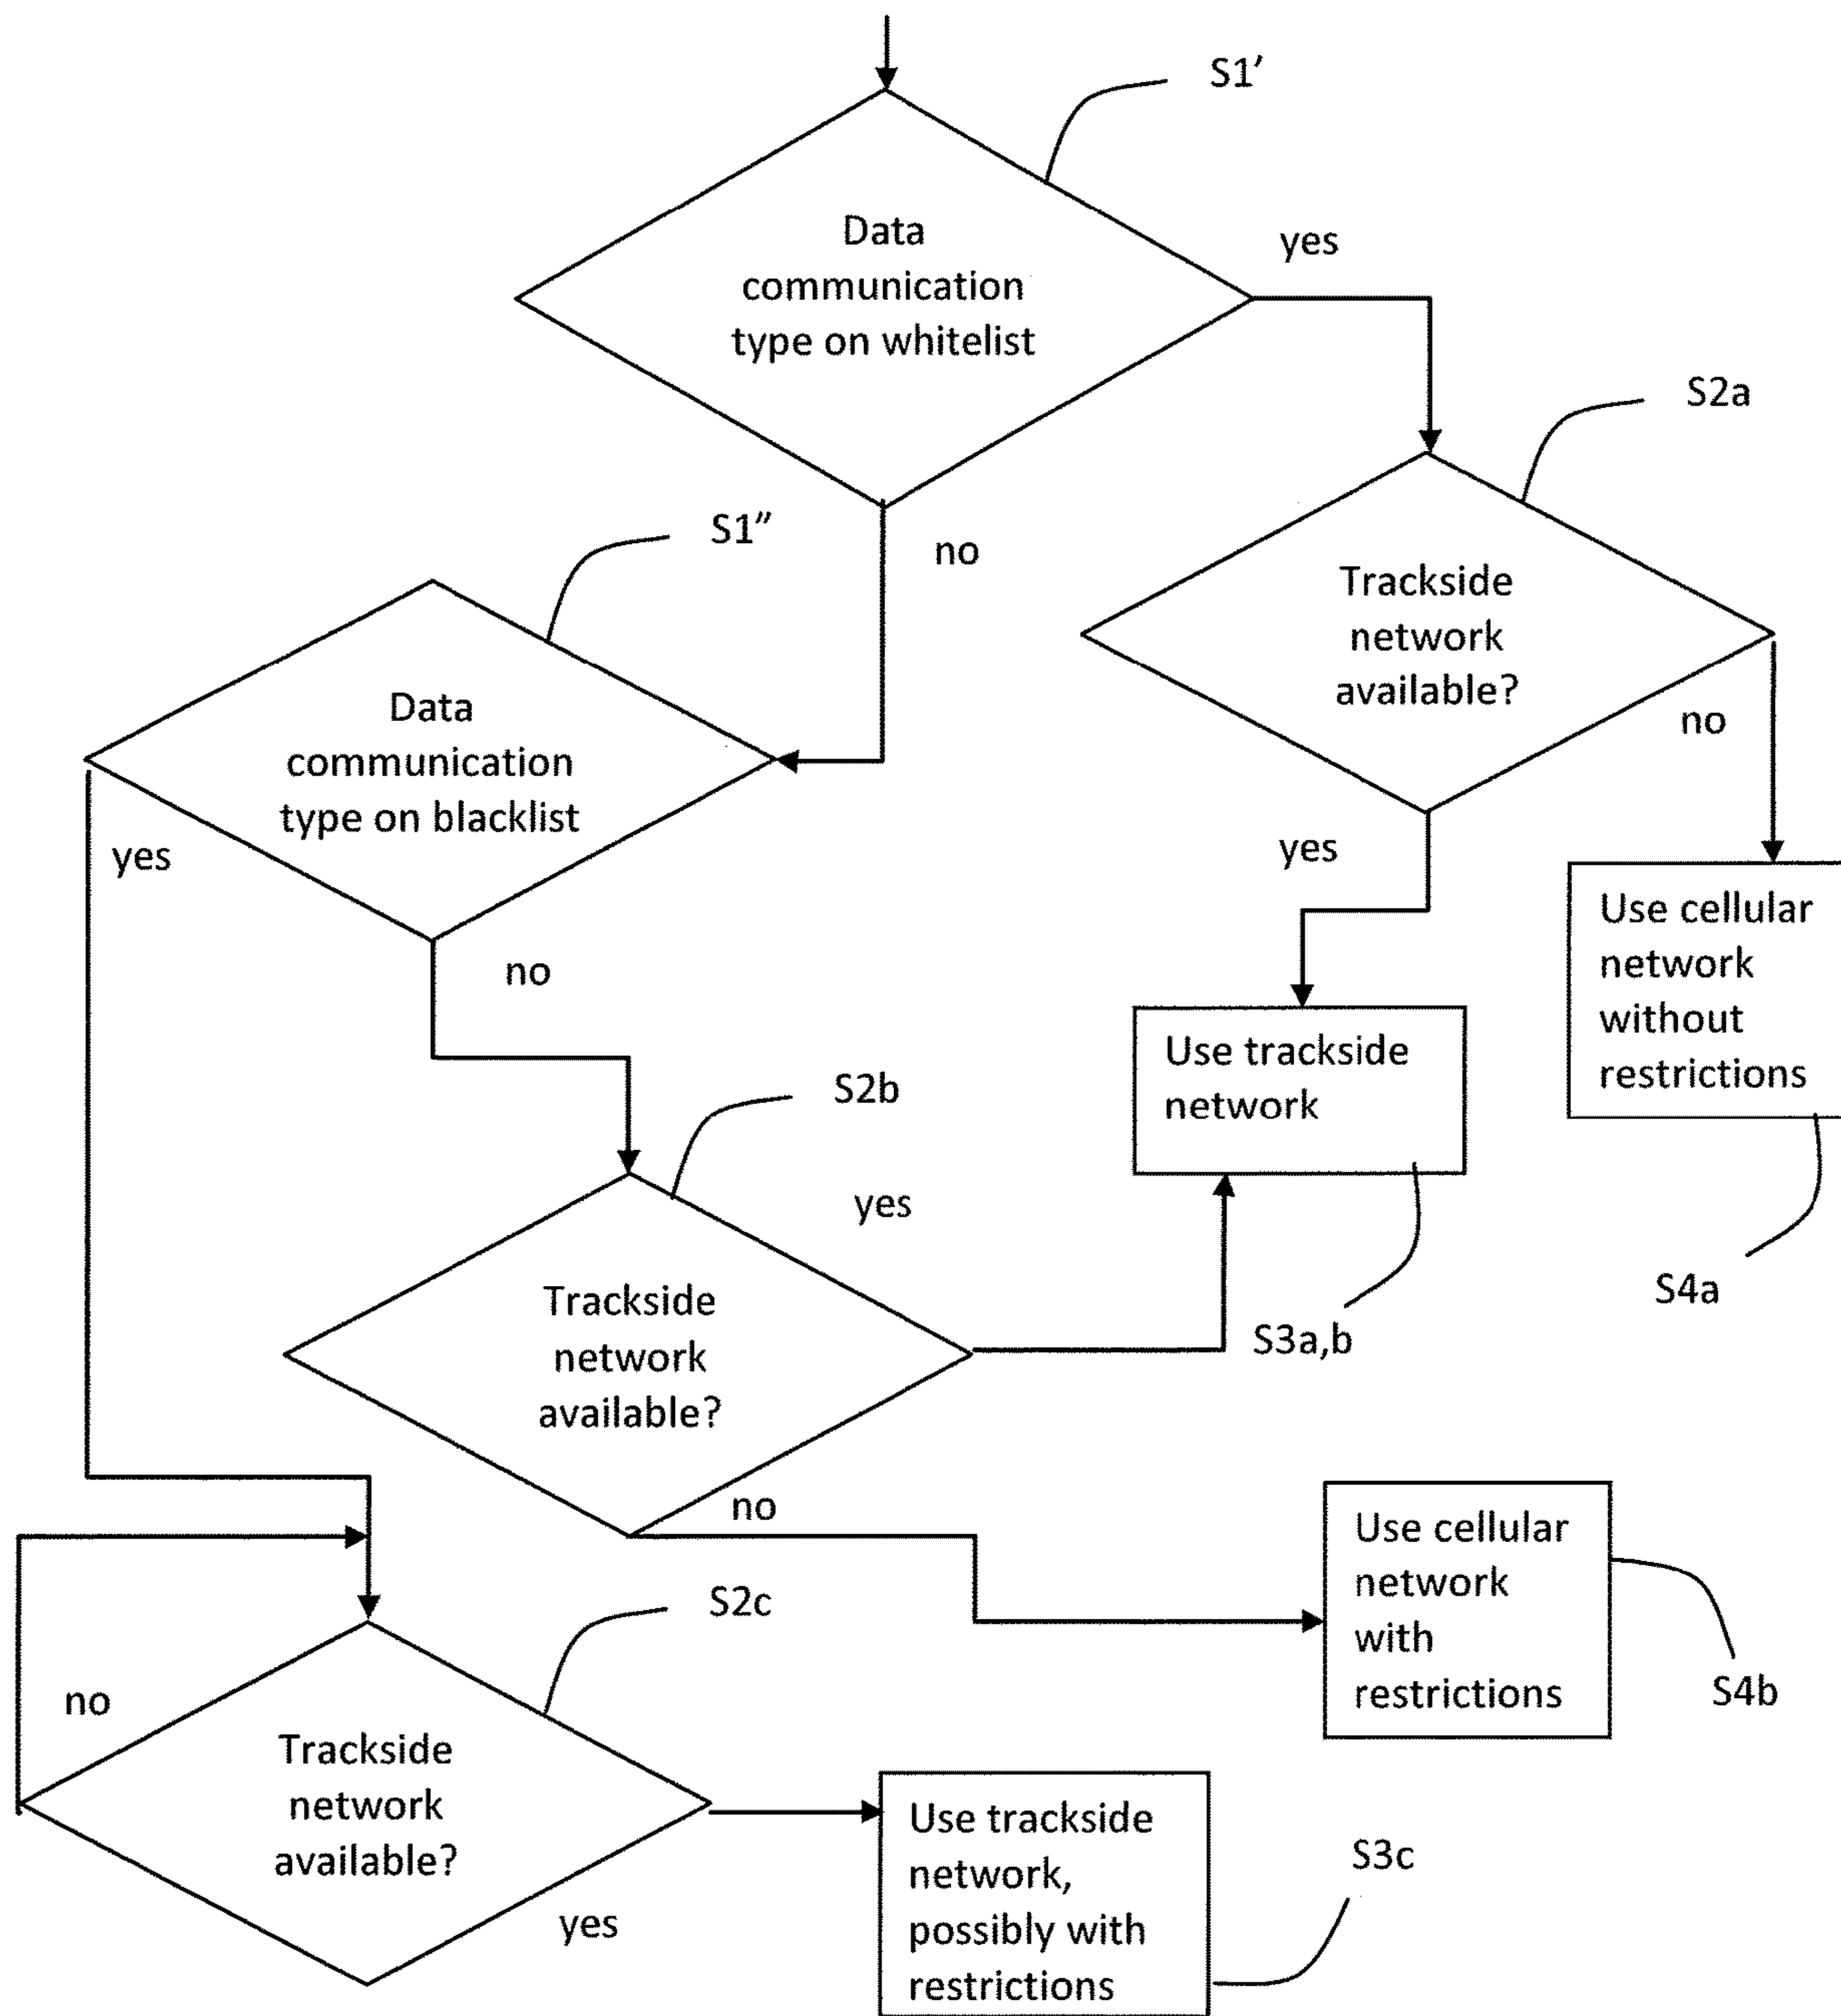 S1’
Data
communication
type on whitelist
yes
S2a
no
S1”
Trackside
network
available?
Data
communication
type on blacklist
no
yes
yes
Use cellular
network
without
restrictions
no
Use trackside
network
S2b
yes
S4a
Trackside
network
available?
S3a,b
no
Use cellular
network
with
restrictions
S2c
S4b
no
Trackside
network
available?
Use trackside
network,
possibly with
restrictions
S3c
yes